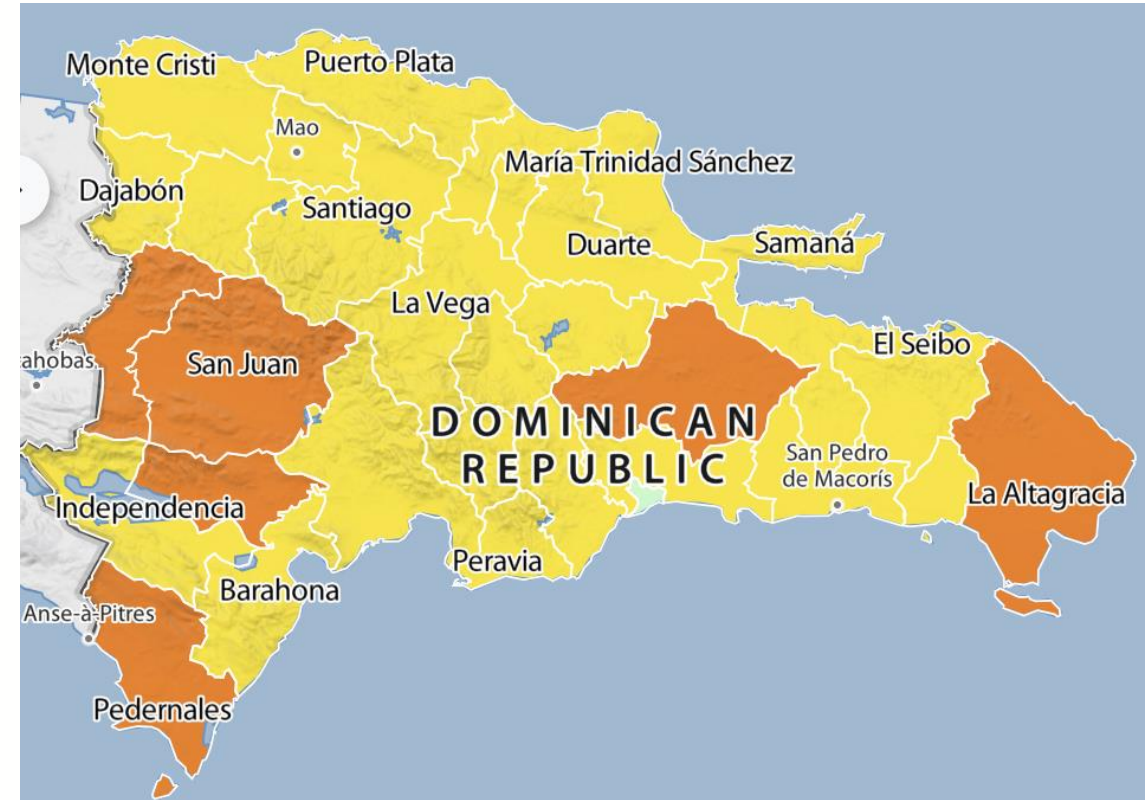 Monte Cristi
Puerto Plata
Mao
María Trinidad Sánchez
Dajabón
Santiago
Duarte
Samaná
La Vega
El Seibo
ahobas
San Juan
DOMINICAN
REPUBLIC
San Pedro
de Macorís
La Altagracia
Independencia
Peravia
Barahona
Anse-à-Pitres
Pedernales